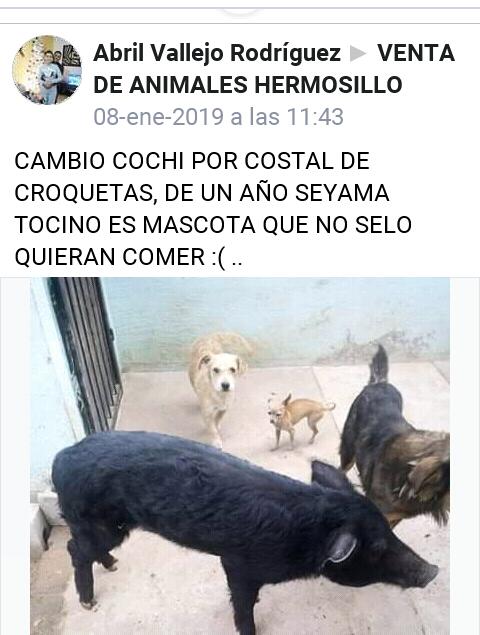 Abril Vallejo Rodríguez ▶ VENTA
DE ANIMALES HERMOSILLO
08-ene-2019 a las 11:43
CAMBIO COCHI POR COSTAL DE
CROQUETAS, DE UN AÑO SEYAMA
TOCINO ES MASCOTA QUE NO SELO
QUIERAN COMER :( ..